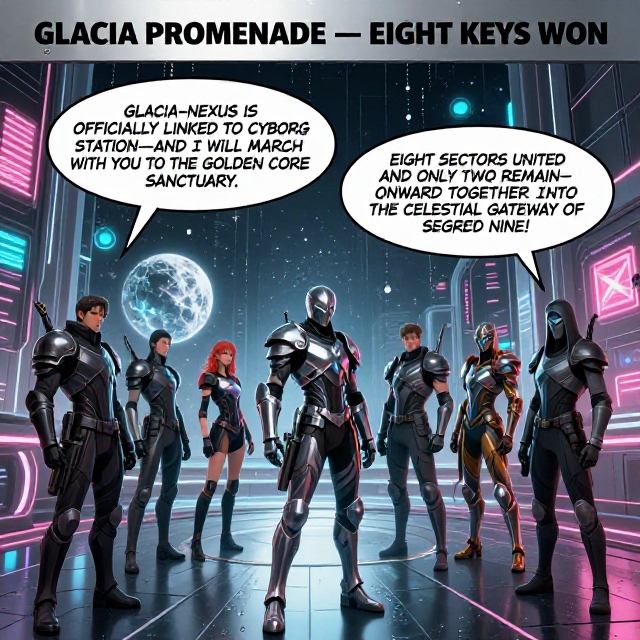 GLACIA PROMENADE — EIGHT KEYS WON
GLACIA-NEXUS IS
OFFICIALLY LINKED TO CYBORG
STATION—AND I WILL MARCH
WITH YOU TO THE GOLDEN CORE
SANCTUARY.
EIGHT SECTORS UNITED
AND ONLY TWO REMAIN—
ONWARD TOGETHER INTO
THE CELESTIAL GATEWAY OF
SEGRED NINE!